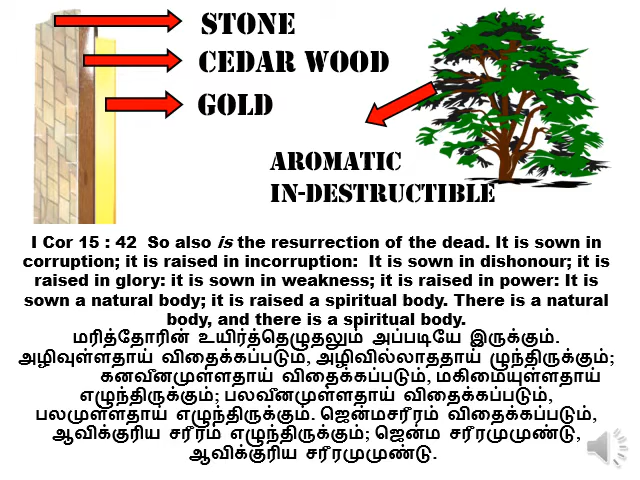 STONE
CEDAR WOOD
GOLD
AROMATIC
IN-DESTRUCTIBLE
I Cor 15 : 42  So also is the resurrection of the dead. It is sown in
corruption; it is raised in incorruption:  It is sown in dishonour; it is
raised in glory: it is sown in weakness; it is raised in power: It is
sown a natural body; it is raised a spiritual body. There is a natural
body, and there is a spiritual body.
மரித்தோரின் உயிர்த்தெழுதலும் அப்படியே இருக்கும்.
அழிவுள்ளதாய் விதைக்கப்படும், அழிவில்லாததாய் ழுந்திருக்கும்;
கனவீனமுள்ளதாய் விதைக்கப்படும், மகிமையுள்ளதாய்
எழுந்திருக்கும்; பலவீனமுள்ளதாய் விதைக்கப்படும்,
பலமுள்ளதாய் எழுந்திருக்கும். ஜென்மசரீரம் விதைக்கப்படும்,
ஆவிக்குரிய சரீரம் எழுந்திருக்கும்; ஜென்ம சரீரமுமுண்டு,
ஆவிக்குரிய சரீரமுமுண்டு.